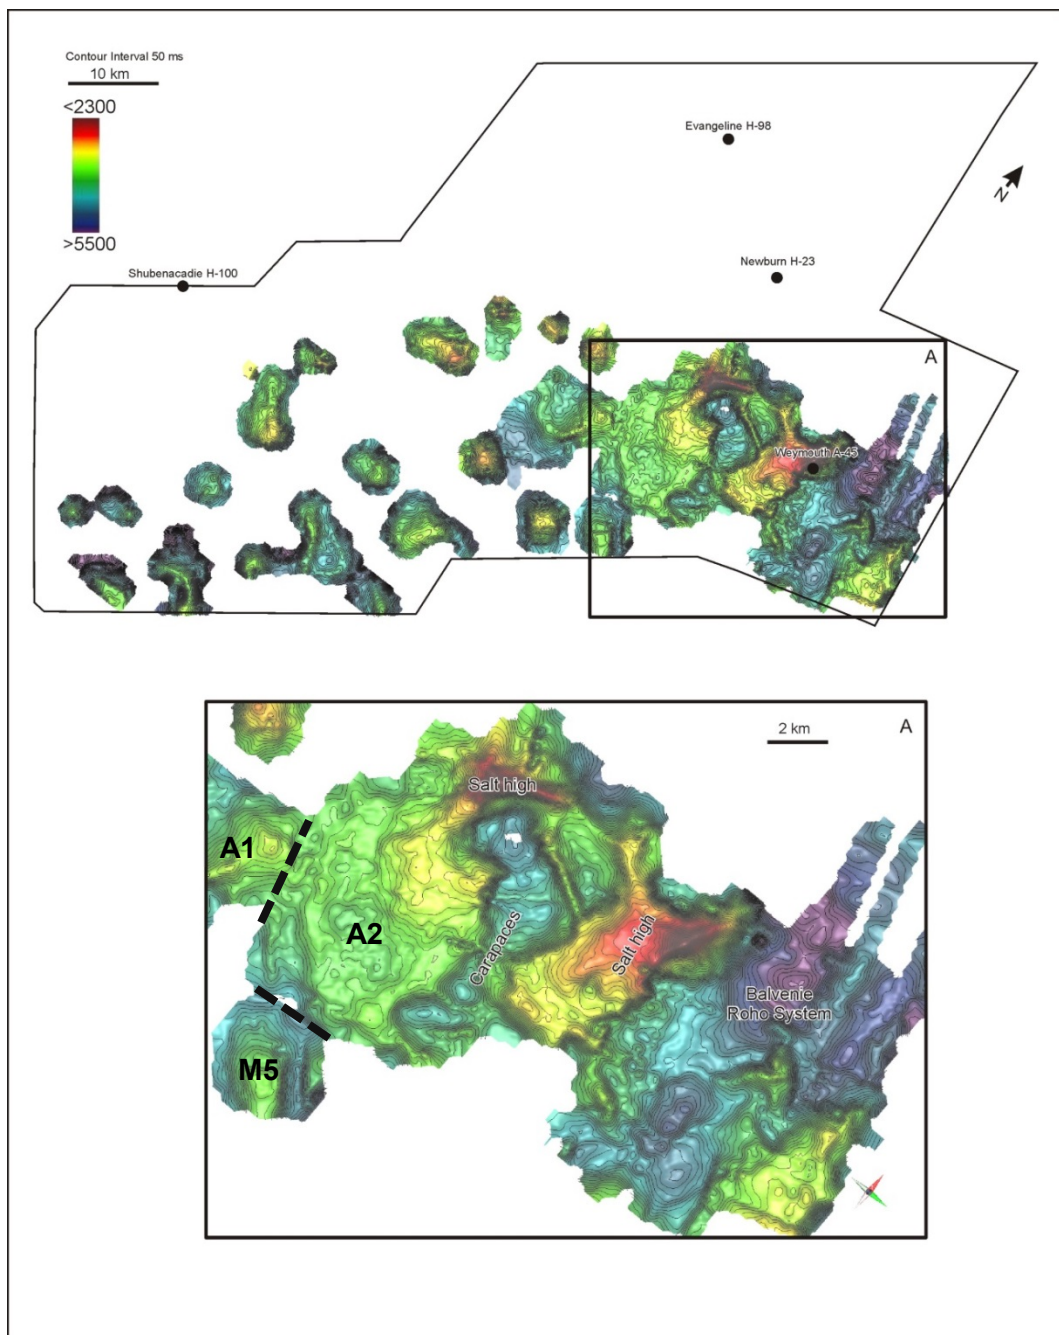 Contour Interval 50 ms
10 km
<2300
>5500
Evangeline H-98
N
Shubenacadie H-100
Newburn H-23
A
Weymouth A-45
2 km
A
Salt high
A1
A2
Carapaces
Salt high
Balvenie
Roho System
M5